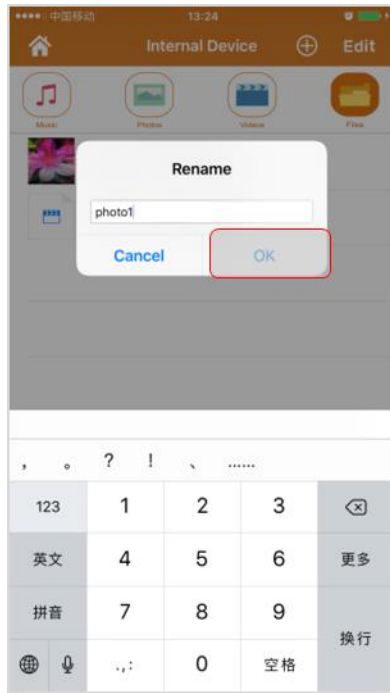 中国移动 13:24
Internal Device Edit
Music Photos Videos Files
Rename
photo1
Cancel OK
， 。 ? ! 、 ……
123 1 2 3
英文 4 5 6 更多
拼音 7 8 9
.,: 0 空格 换行